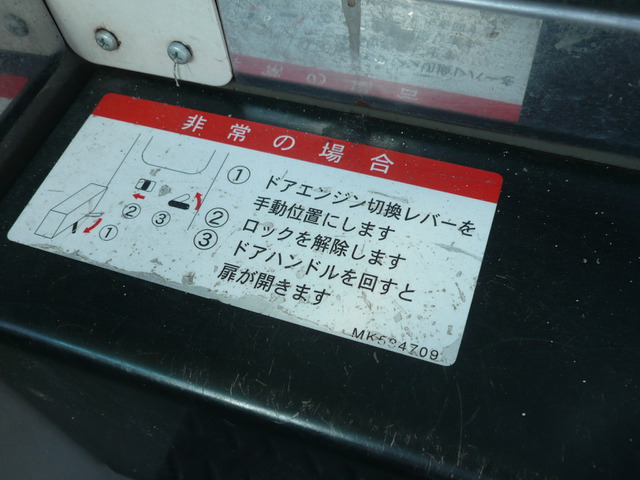 非常の場合
① ドアエンジン切換レバーを
手動位置にします
② ロックを解除します
③ ドアハンドルを回すと
扉が開きます
② ③
①